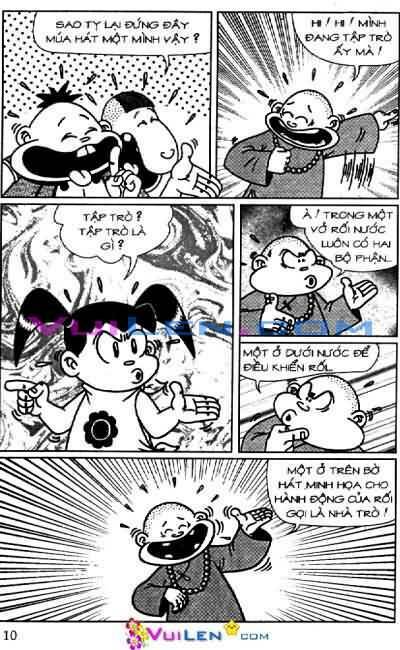 SAO TỴ LẠI ĐỨNG ĐÂY
MÚA HÁT MỘT MÌNH VẬY ?
HI ! HI ! MÌNH
ĐANG TẬP TRÒ
ẤY MÀ !
TẬP TRÒ ?
TẬP TRÒ LÀ
GÌ ?
À ! TRONG MỘT
VỞ RỐI NƯỚC
LUÔN CÓ HAI
BỘ PHẬN...
VUILEN.COM
MỘT Ở DƯỚI NƯỚC ĐỂ
ĐIỀU KHIỂN RỐI.
MỘT Ở TRÊN BỜ
HÁT MINH HỌA CHO
HÀNH ĐỘNG CỦA RỐI
GỌI LÀ NHÀ TRÒ !
10
VUILEN.COM